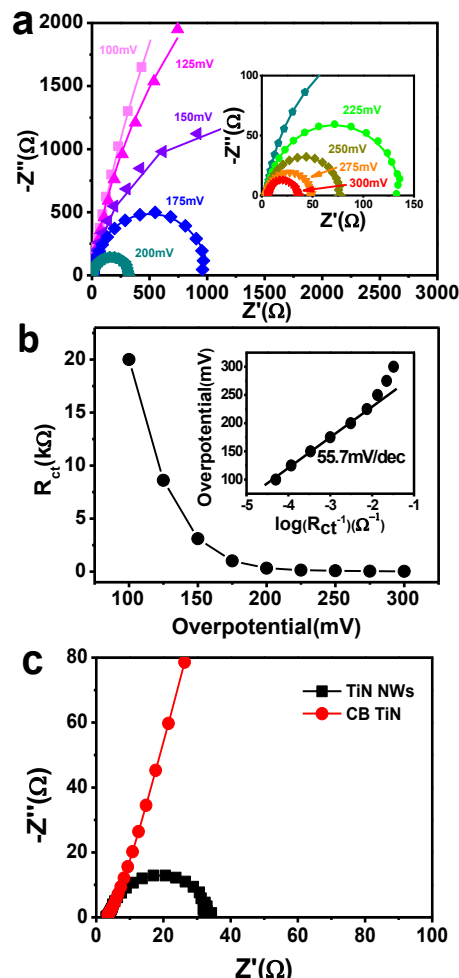 a
2000
1500
1000
500
0
-Z''(Ω)
100mV
125mV
150mV
175mV
200mV
0 500 1000 1500 2000 2500 3000
Z'(Ω)
100
50
0
-Z''(Ω)
225mV
250mV
275mV
300mV
0 50 100 150
Z'(Ω)
b
20
15
10
5
0
Rct(kΩ)
100 125 150 175 200 225 250 275 300
Overpotential(mV)
300
250
200
150
100
Overpotential(mV)
55.7mV/dec
-5 -4 -3 -2 -1
log(Rct⁻¹)(Ω⁻¹)
c
80
60
40
20
0
-Z''(Ω)
TiN NWs
CB TiN
0 20 40 60 80 100
Z'(Ω)